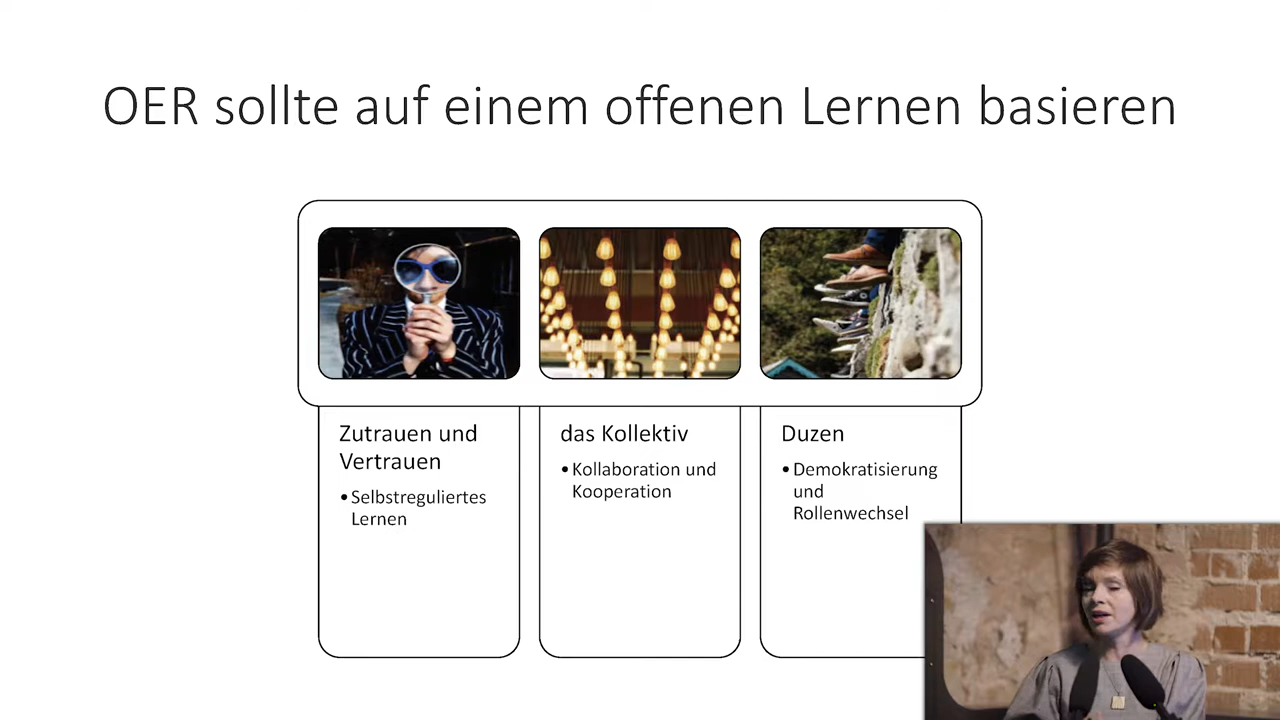 OER sollte auf einem offenen Lernen basieren
Zutrauen und
Vertrauen
•Selbstreguliertes
Lernen
das Kollektiv
•Kollaboration und
Kooperation
Duzen
•Demokratisierung
und
Rollenwechsel